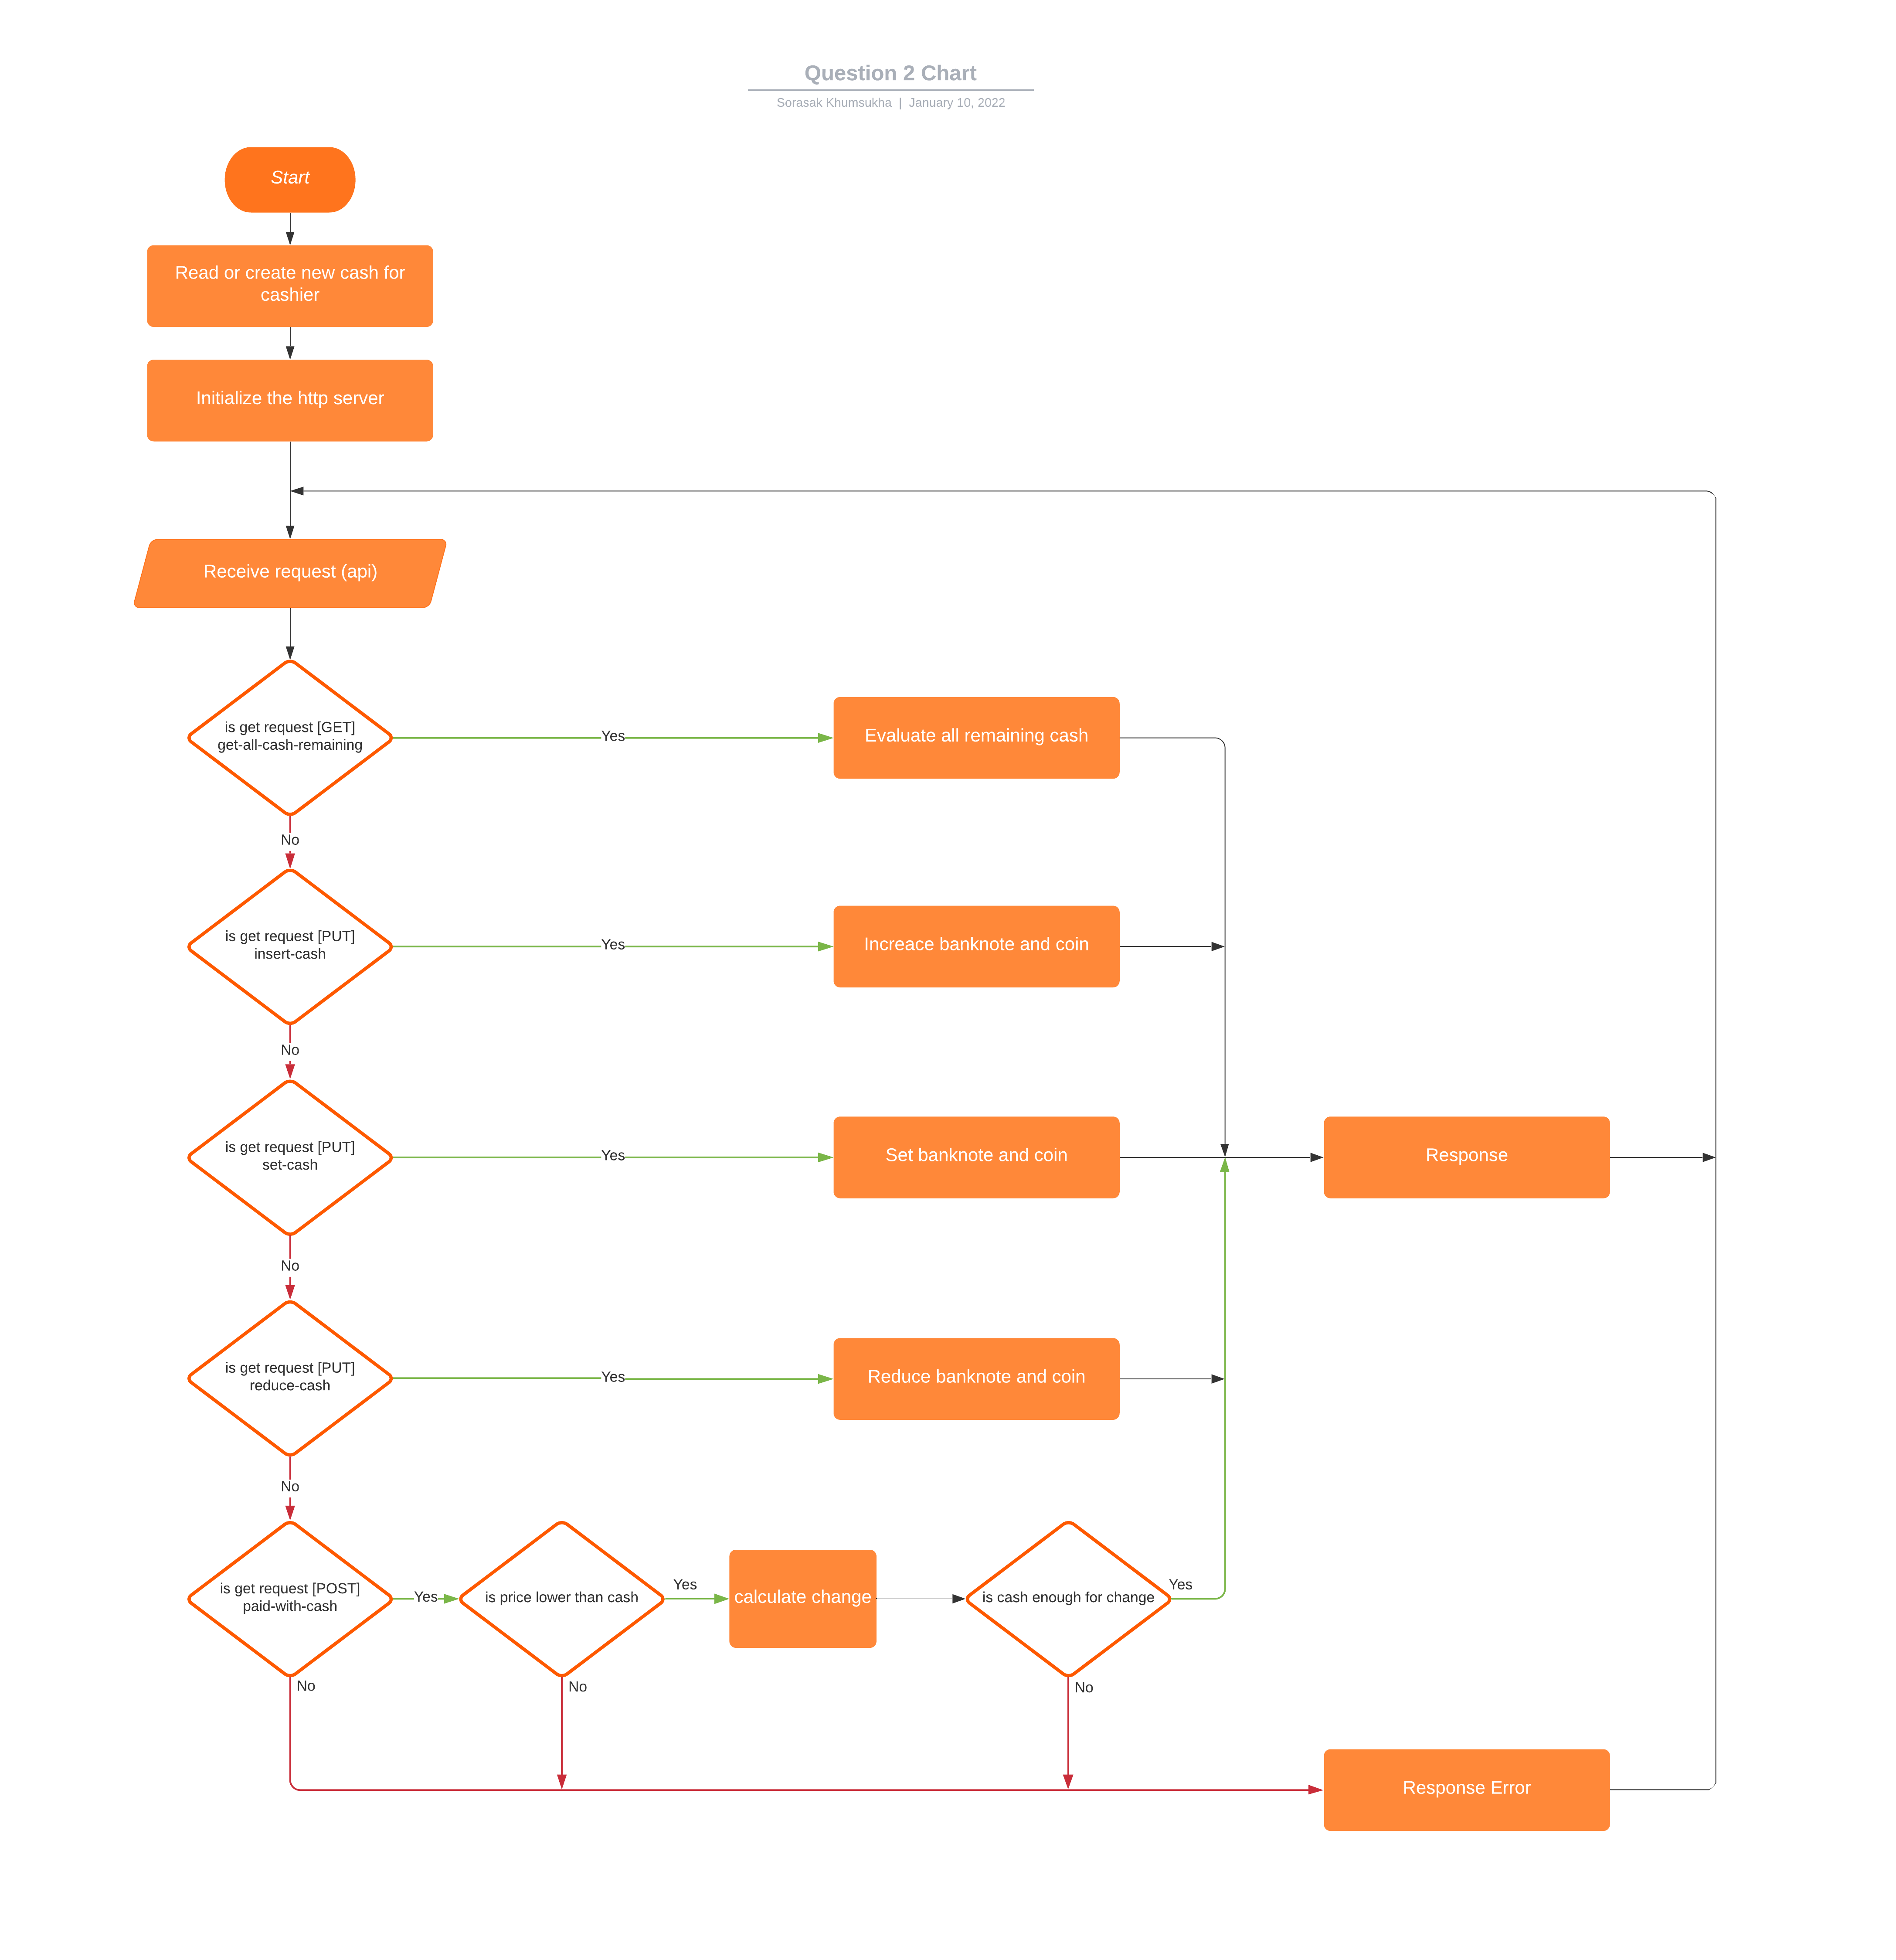 Question 2 Chart
Sorasak Khumsukha | January 10, 2022
Start
Read or create new cash for
cashier
Initialize the http server
Receive request (api)
is get request [GET]
get-all-cash-remaining
Yes
Evaluate all remaining cash
No
is get request [PUT]
insert-cash
Yes
Increace banknote and coin
No
is get request [PUT]
set-cash
Yes
Set banknote and coin
Response
No
is get request [PUT]
reduce-cash
Yes
Reduce banknote and coin
No
is get request [POST]
paid-with-cash
Yes
is price lower than cash
Yes
calculate change
is cash enough for change
Yes
No
No
No
Response Error